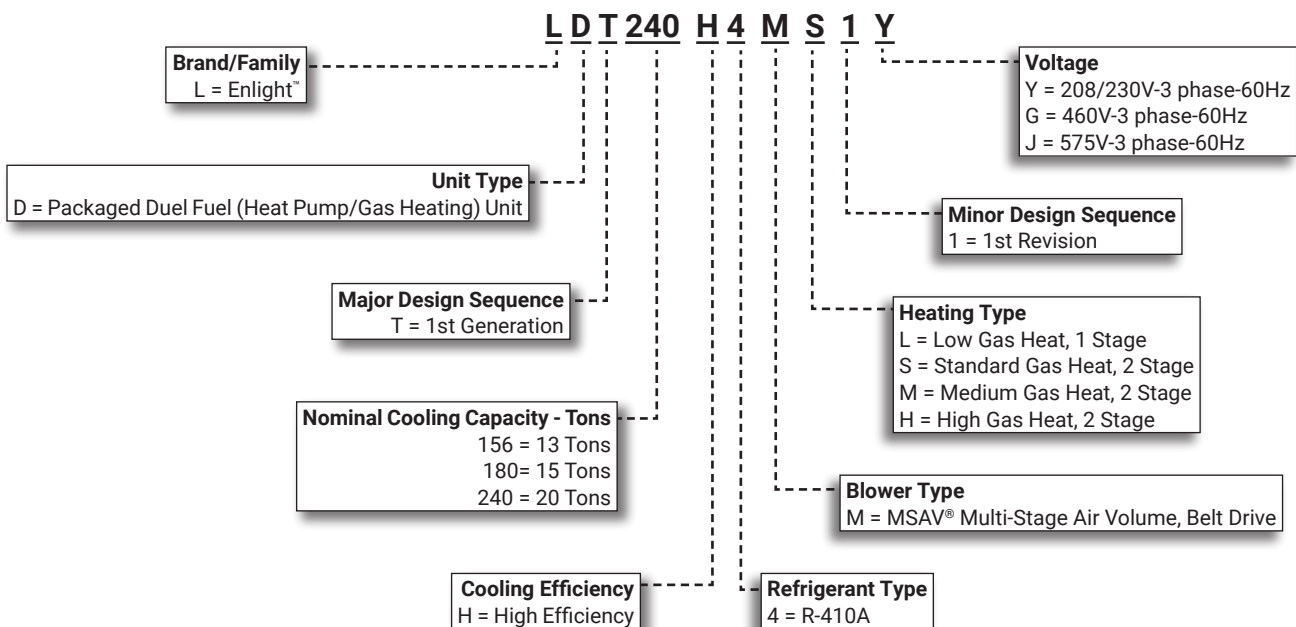 L D T 240 H 4 M S 1 Y
Brand/Family
L = Enlight™
Voltage
Y = 208/230V-3 phase-60Hz
G = 460V-3 phase-60Hz
J = 575V-3 phase-60Hz
Unit Type
D = Packaged Duel Fuel (Heat Pump/Gas Heating) Unit
Minor Design Sequence
1 = 1st Revision
Major Design Sequence
T = 1st Generation
Heating Type
L = Low Gas Heat, 1 Stage
S = Standard Gas Heat, 2 Stage
M = Medium Gas Heat, 2 Stage
H = High Gas Heat, 2 Stage
Nominal Cooling Capacity - Tons
156 = 13 Tons
180= 15 Tons
240 = 20 Tons
Blower Type
M = MSAV® Multi-Stage Air Volume, Belt Drive
Cooling Efficiency
H = High Efficiency
Refrigerant Type
4 = R-410A